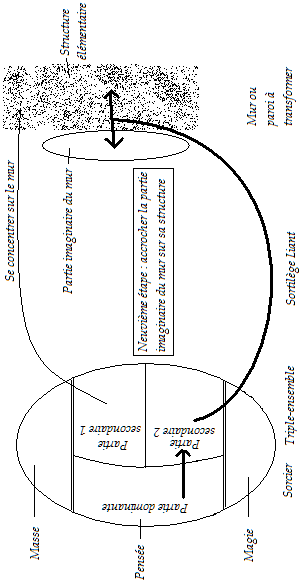 Structure
élémentaire
Se concentrer sur le mur
Partie imaginaire du mur
Neuvième étape : accrocher la partie
imaginaire du mur sur sa structure
Mur ou
paroi à
transformer
Sortilège Liant
Triple-ensemble
Sorcier
Masse
Pensée
Magie
Partie dominante
Partie
secondaire 1
Partie
secondaire 2